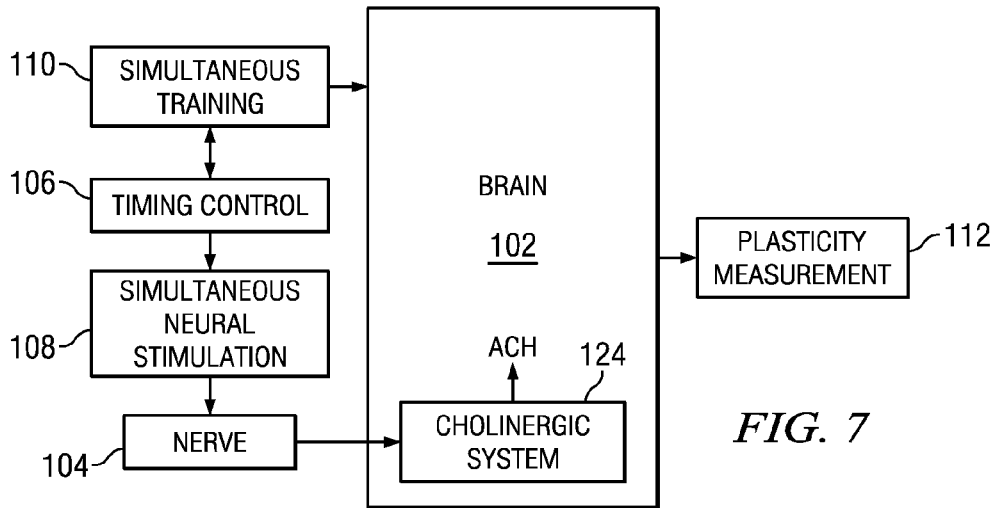 110
SIMULTANEOUS
TRAINING
106
TIMING CONTROL
108
SIMULTANEOUS
NEURAL
STIMULATION
104
NERVE
BRAIN
102
ACH
124
CHOLINERGIC
SYSTEM
PLASTICITY
MEASUREMENT
112
FIG. 7